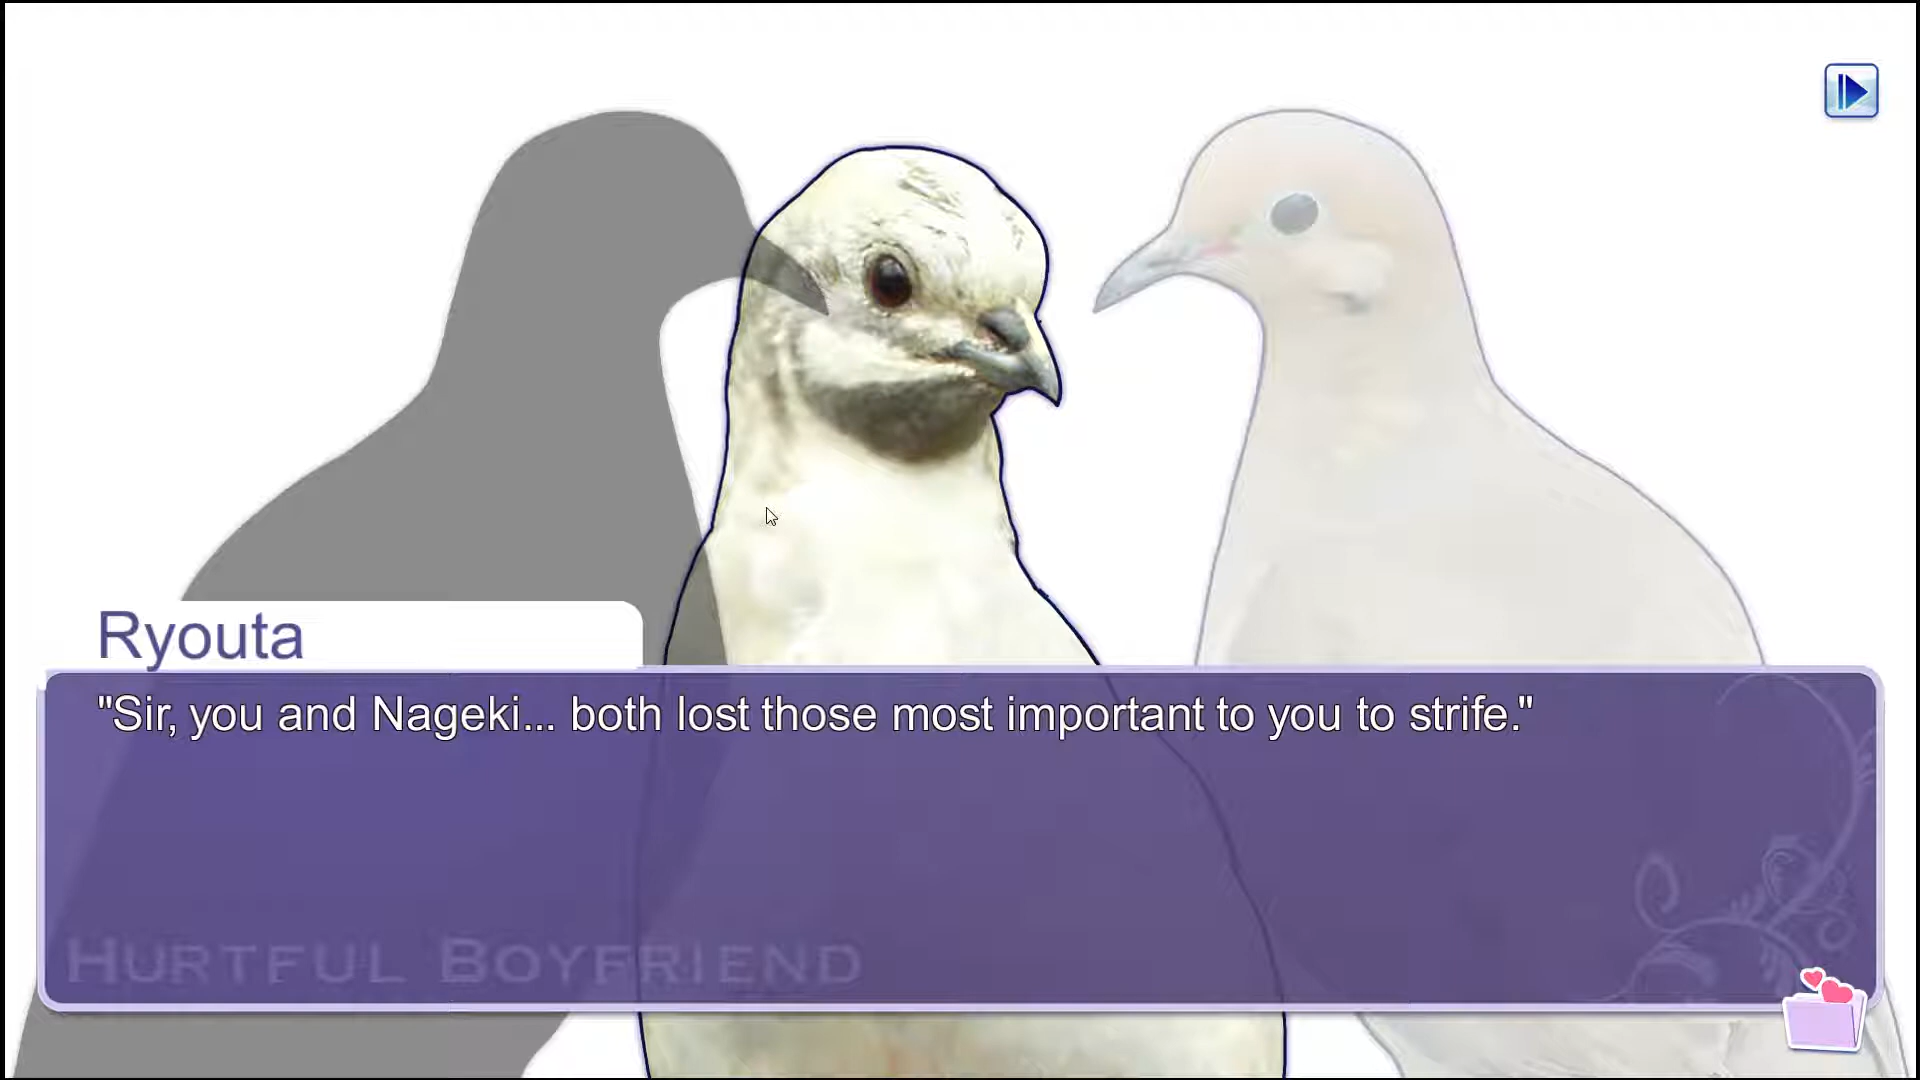 Ryouta
"Sir, you and Nageki... both lost those most important to you to strife."
HURTFUL BOYFRIEND